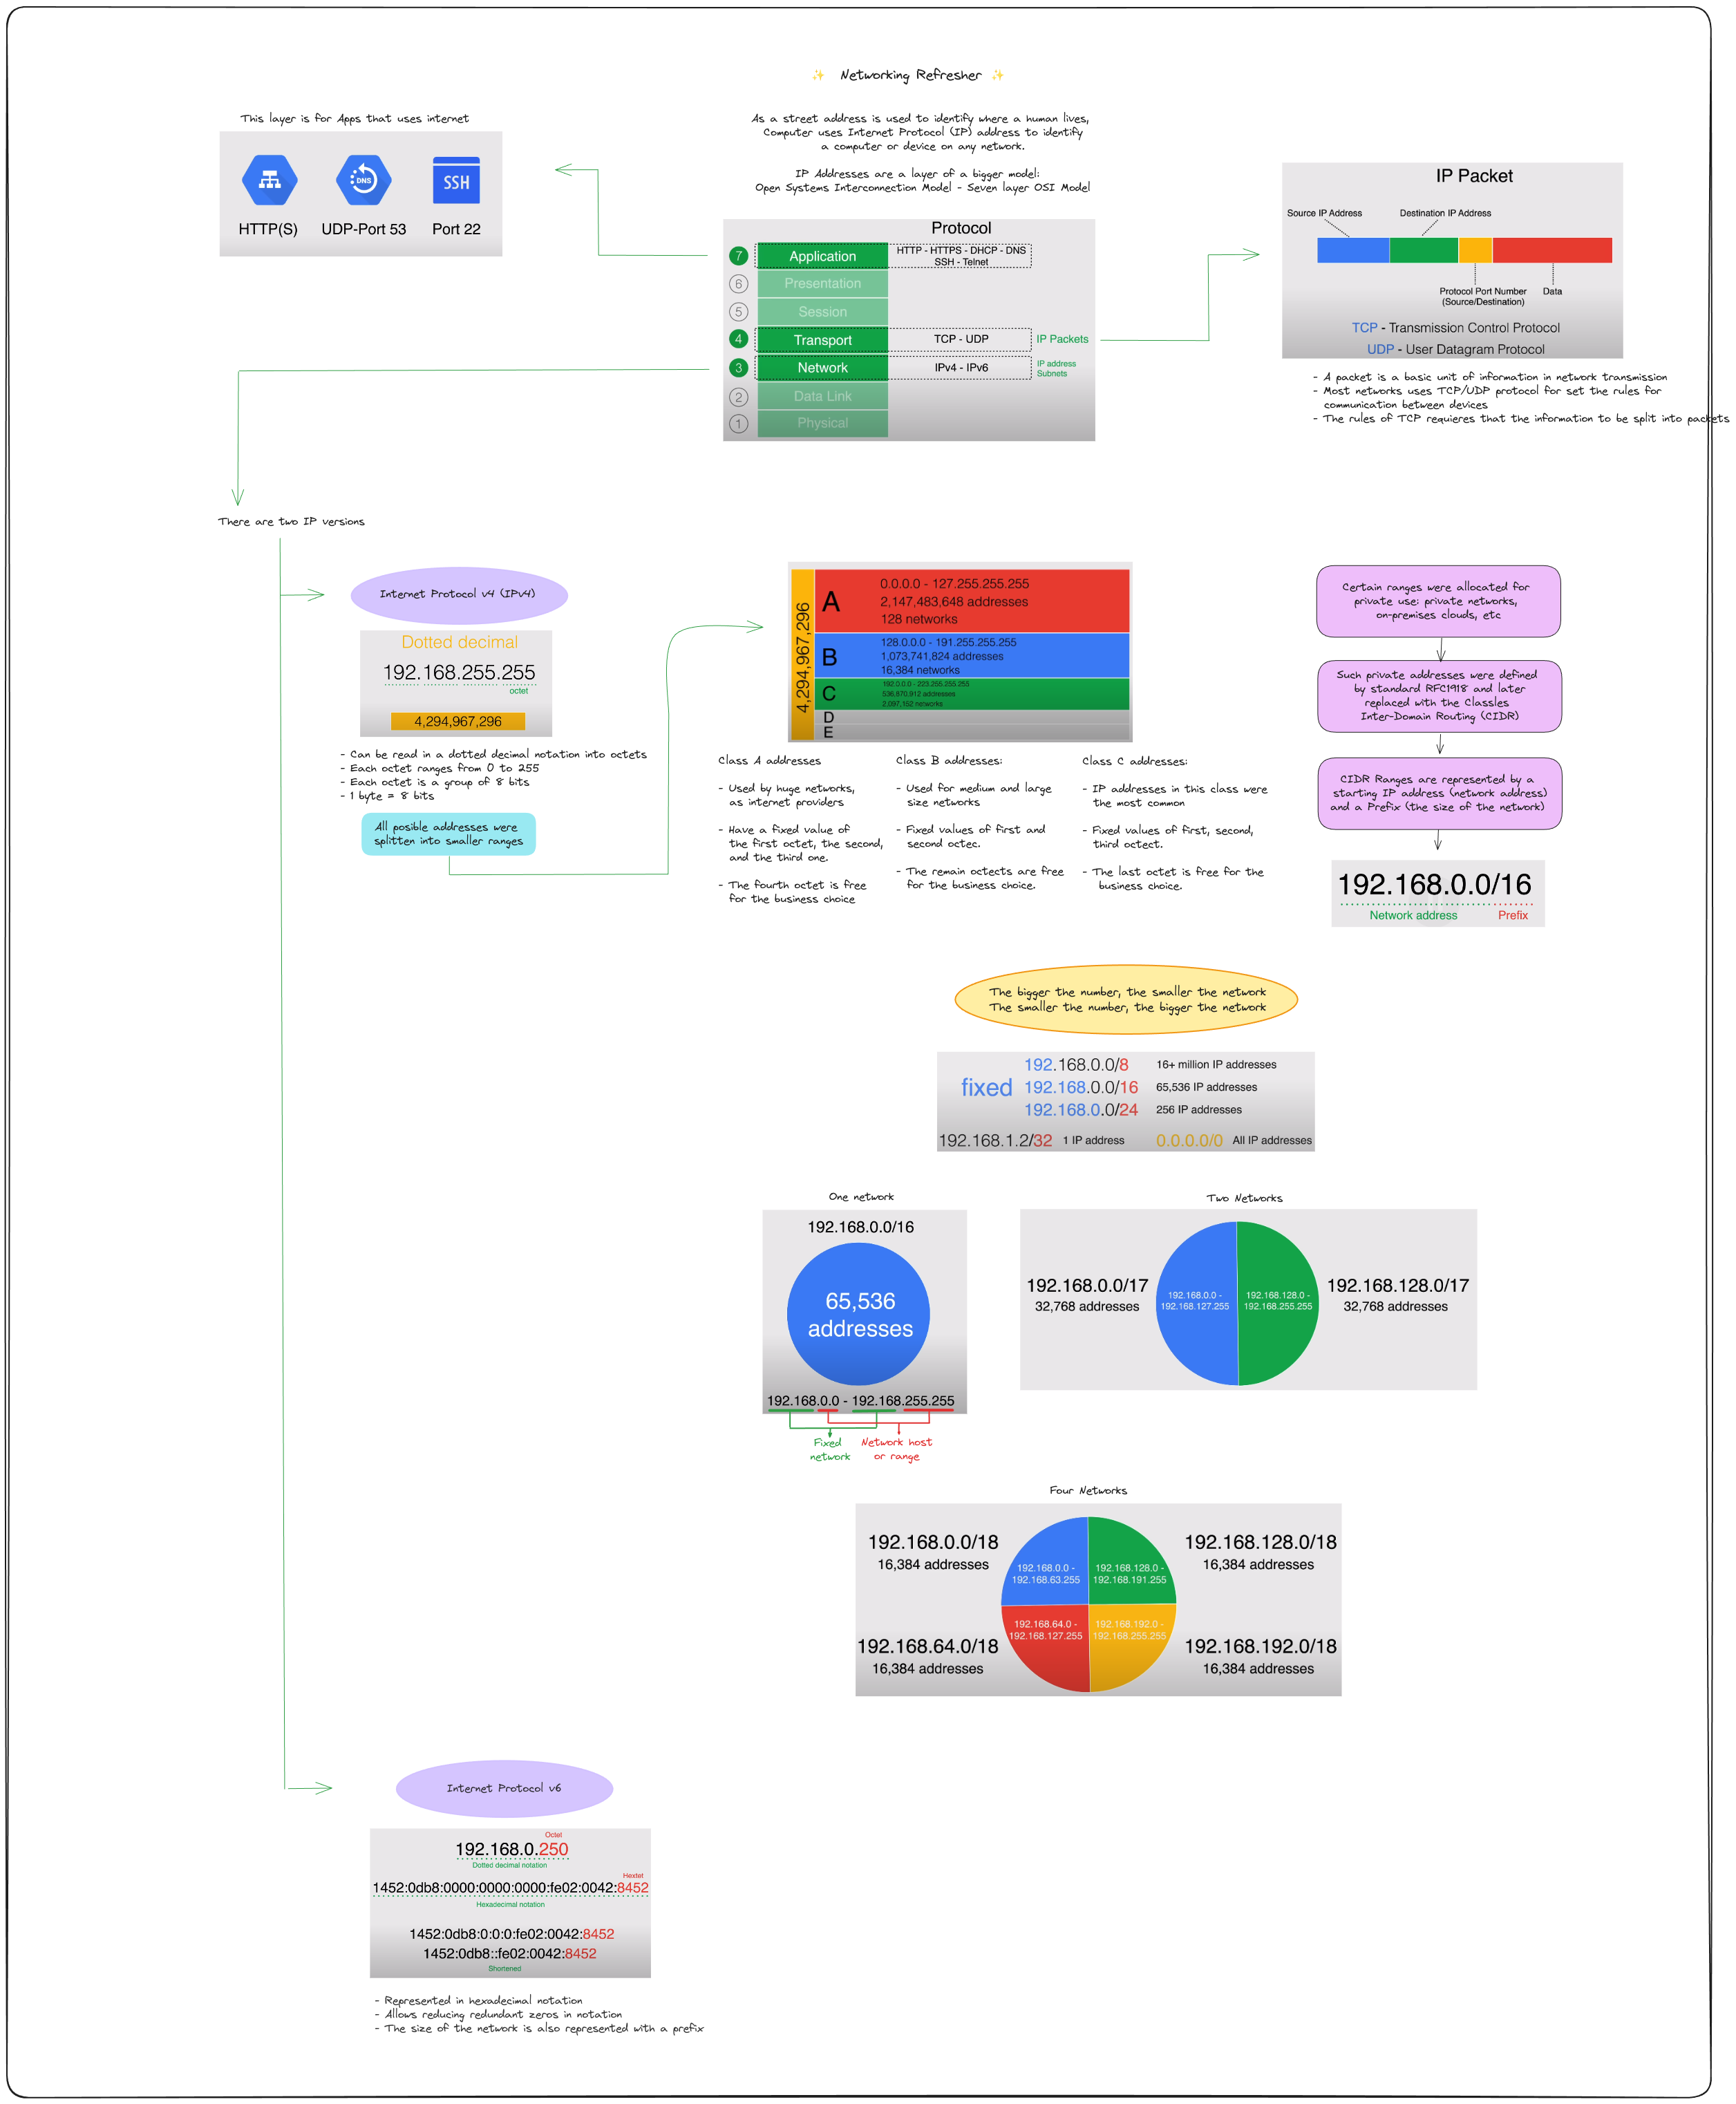 ✨ Networking Refresher ✨
As a street address is used to identify where a human lives,
Computer uses Internet Protocol (IP) address to identify
a computer or device on any network.
IP Addresses are a layer of a bigger model:
Open Systems Interconnection Model - Seven layer OSI Model
This layer is for Apps that uses internet
DNS
SSH
HTTP(S)
UDP-Port 53
Port 22
Protocol
7 Application
HTTP - HTTPS - DHCP - DNS
SSH - Telnet
6 Presentation
5 Session
4 Transport
TCP - UDP
IP Packets
3 Network
IPv4 - IPv6
IP address
Subnets
2 Data Link
1 Physical
IP Packet
Source IP Address
Destination IP Address
Protocol Port Number
(Source/Destination)
Data
TCP - Transmission Control Protocol
UDP - User Datagram Protocol
- A packet is a basic unit of information in network transmission
- Most networks uses TCP/UDP protocol for set the rules for
communication between devices
- The rules of TCP requieres that the information to be split into packets
There are two IP versions
Internet Protocol v4 (IPv4)
Dotted decimal
192.168.255.255
octet
4,294,967,296
- Can be read in a dotted decimal notation into octets
- Each octet ranges from 0 to 255
- Each octet is a group of 8 bits
- 1 byte = 8 bits
All posible addresses were
splitten into smaller ranges
4,294,967,296
A
0.0.0.0 - 127.255.255.255
2,147,483,648 addresses
128 networks
B
128.0.0.0 - 191.255.255.255
1,073,741,824 addresses
16,384 networks
C
192.0.0.0 - 223.255.255.255
536,870,912 addresses
2,097,152 networks
D
E
Class A addresses
- Used by huge networks,
as internet providers
- Have a fixed value of
the first octet, the second,
and the third one.
- The fourth octet is free
for the business choice
Class B addresses:
- Used for medium and large
size networks
- Fixed values of first and
second octec.
- The remain octects are free
for the business choice.
Class C addresses:
- IP addresses in this class were
the most common
- Fixed values of first, second,
third octect.
- The last octet is free for the
business choice.
Certain ranges were allocated for
private use: private networks,
on-premises clouds, etc
Such private addresses were defined
by standard RFC1918 and later
replaced with the Classles
Inter-Domain Routing (CIDR)
CIDR Ranges are represented by a
starting IP address (network address)
and a Prefix (the size of the network)
192.168.0.0/16
Network address
Prefix
The bigger the number, the smaller the network
The smaller the number, the bigger the network
fixed
192.168.0.0/8 16+ million IP addresses
192.168.0.0/16 65,536 IP addresses
192.168.0.0/24 256 IP addresses
192.168.1.2/32 1 IP address
0.0.0.0/0 All IP addresses
One network
192.168.0.0/16
65,536
addresses
192.168.0.0 - 192.168.255.255
Fixed
network
Network host
or range
Two Networks
192.168.0.0/17
32,768 addresses
192.168.0.0 -
192.168.127.255
192.168.128.0 -
192.168.255.255
192.168.128.0/17
32,768 addresses
Four Networks
192.168.0.0/18
16,384 addresses
192.168.0.0 -
192.168.63.255
192.168.128.0 -
192.168.191.255
192.168.128.0/18
16,384 addresses
192.168.64.0/18
16,384 addresses
192.168.64.0 -
192.168.127.255
192.168.192.0 -
192.168.255.255
192.168.192.0/18
16,384 addresses
Internet Protocol v6
Octet
192.168.0.250
Dotted decimal notation
Hextet
1452:0db8:0000:0000:0000:fe02:0042:8452
Hexadecimal notation
1452:0db8:0:0:0:fe02:0042:8452
1452:0db8::fe02:0042:8452
Shortened
- Represented in hexadecimal notation
- Allows reducing redundant zeros in notation
- The size of the network is also represented with a prefix